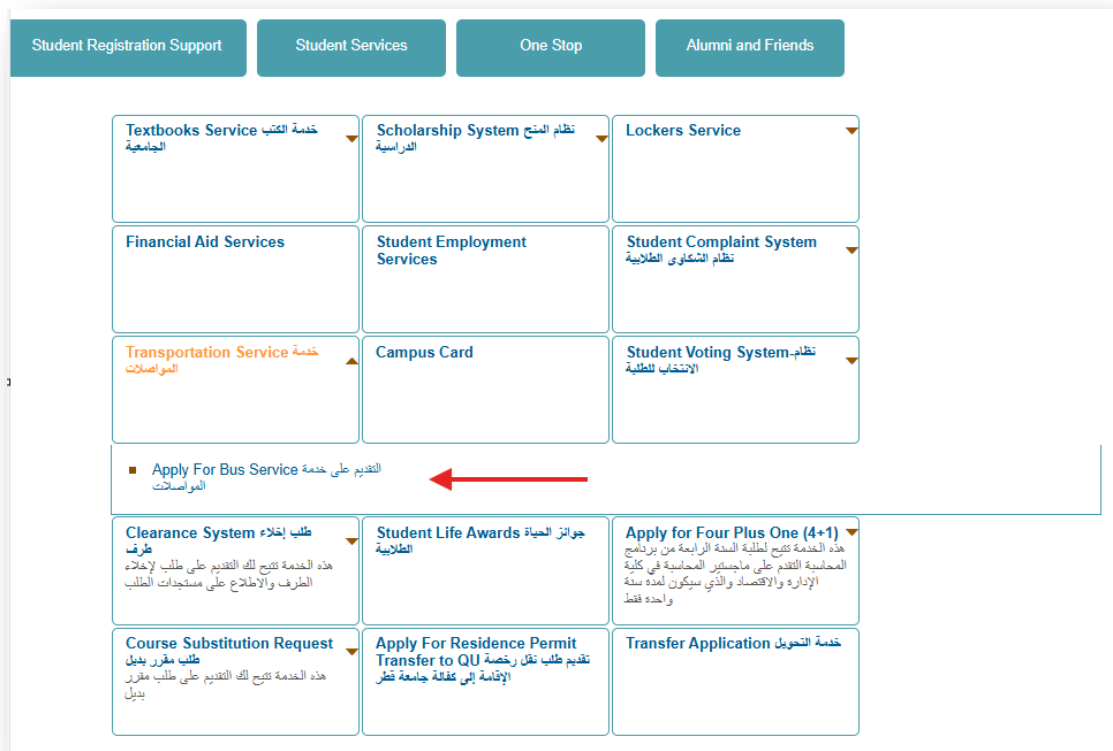 Student Registration Support
Student Services
One Stop
Alumni and Friends
Textbooks Service خدمة الكتب
الجامعية
Scholarship System نظام المنح
الدراسية
Lockers Service
Financial Aid Services
Student Employment
Services
Student Complaint System
نظام الشكاوى الطلابية
Transportation Service خدمة
المواصلات
Campus Card
Student Voting System-نظام
الانتخاب للطلبة
Apply For Bus Service التقديم على خدمة
المواصلات
Clearance System طلب إخلاء
طرف
هذه الخدمة تتيح لك التقديم على طلب لإخلاء
الطرف والاطلاع على مستجدات الطلب
Student Life Awards جوائز الحياة
الطلابية
Apply for Four Plus One (4+1)
هذه الخدمة تتيح لطلبة السنة الرابعة من برنامج
المحاسبة التقدم على ماجستير المحاسبة في كلية
الإدارة والاقتصاد والذي سيكون لمدة سنة
واحدة فقط
Course Substitution Request
طلب مقرر بديل
هذه الخدمة تتيح لك التقديم على طلب مقرر
بديل
Apply For Residence Permit
Transfer to QU تقديم طلب نقل رخصة
الإقامة إلى كفالة جامعة قطر
Transfer Application خدمة التحويل